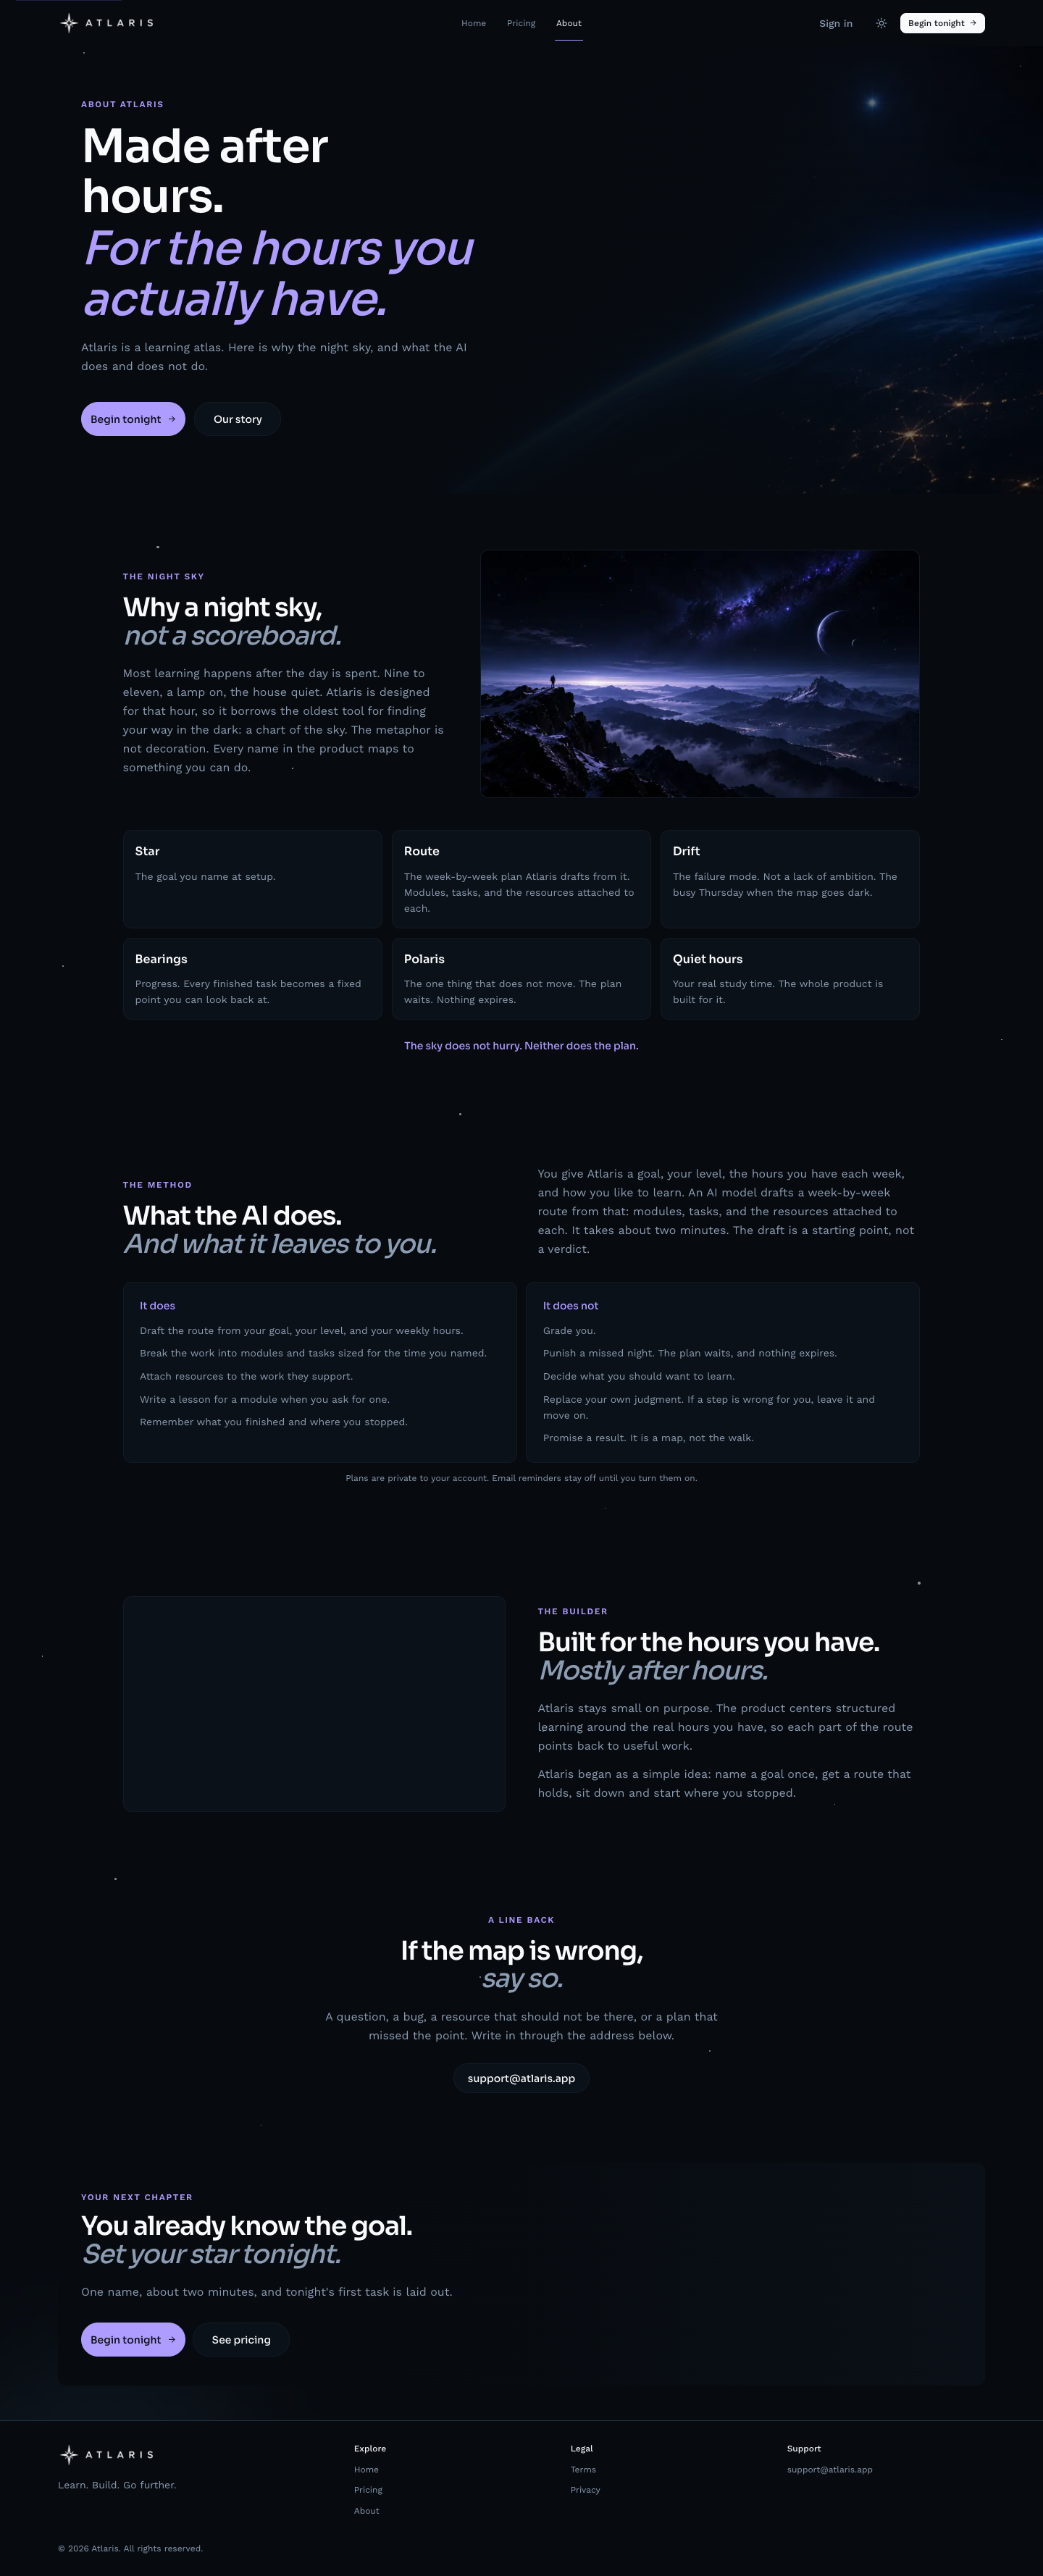 ATLARIS
Home
Pricing
About
Sign in
Begin tonight →
ABOUT ATLARIS
Made after
hours.
For the hours you
actually have.
Atlaris is a learning atlas. Here is why the night sky, and what the AI
does and does not do.
Begin tonight →
Our story
THE NIGHT SKY
Why a night sky,
not a scoreboard.
Most learning happens after the day is spent. Nine to
eleven, a lamp on, the house quiet. Atlaris is designed
for that hour, so it borrows the oldest tool for finding
your way in the dark: a chart of the sky. The metaphor is
not decoration. Every name in the product maps to
something you can do.
Star
The goal you name at setup.
Route
The week-by-week plan Atlaris drafts from it.
Modules, tasks, and the resources attached to
each.
Drift
The failure mode. Not a lack of ambition. The
busy Thursday when the map goes dark.
Bearings
Progress. Every finished task becomes a fixed
point you can look back at.
Polaris
The one thing that does not move. The plan
waits. Nothing expires.
Quiet hours
Your real study time. The whole product is
built for it.
The sky does not hurry. Neither does the plan.
THE METHOD
What the AI does.
And what it leaves to you.
You give Atlaris a goal, your level, the hours you have each week,
and how you like to learn. An AI model drafts a week-by-week
route from that: modules, tasks, and the resources attached to
each. It takes about two minutes. The draft is a starting point, not
a verdict.
It does
Draft the route from your goal, your level, and your weekly hours.
Break the work into modules and tasks sized for the time you named.
Attach resources to the work they support.
Write a lesson for a module when you ask for one.
Remember what you finished and where you stopped.
It does not
Grade you.
Punish a missed night. The plan waits, and nothing expires.
Decide what you should want to learn.
Replace your own judgment. If a step is wrong for you, leave it and
move on.
Promise a result. It is a map, not the walk.
Plans are private to your account. Email reminders stay off until you turn them on.
THE BUILDER
Built for the hours you have.
Mostly after hours.
Atlaris stays small on purpose. The product centers structured
learning around the real hours you have, so each part of the route
points back to useful work.
Atlaris began as a simple idea: name a goal once, get a route that
holds, sit down and start where you stopped.
A LINE BACK
If the map is wrong,
say so.
A question, a bug, a resource that should not be there, or a plan that
missed the point. Write in through the address below.
support@atlaris.app
YOUR NEXT CHAPTER
You already know the goal.
Set your star tonight.
One name, about two minutes, and tonight's first task is laid out.
Begin tonight →
See pricing
ATLARIS
Learn. Build. Go further.
Explore
Home
Pricing
About
Legal
Terms
Privacy
Support
support@atlaris.app
© 2026 Atlaris. All rights reserved.